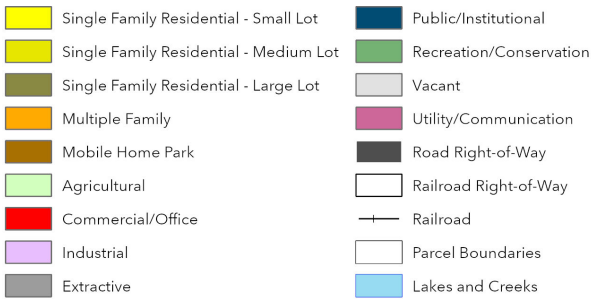 Single Family Residential - Small Lot
Single Family Residential - Medium Lot
Single Family Residential - Large Lot
Multiple Family
Mobile Home Park
Agricultural
Commercial/Office
Industrial
Extractive
Public/Institutional
Recreation/Conservation
Vacant
Utility/Communication
Road Right-of-Way
Railroad Right-of-Way
Railroad
Parcel Boundaries
Lakes and Creeks